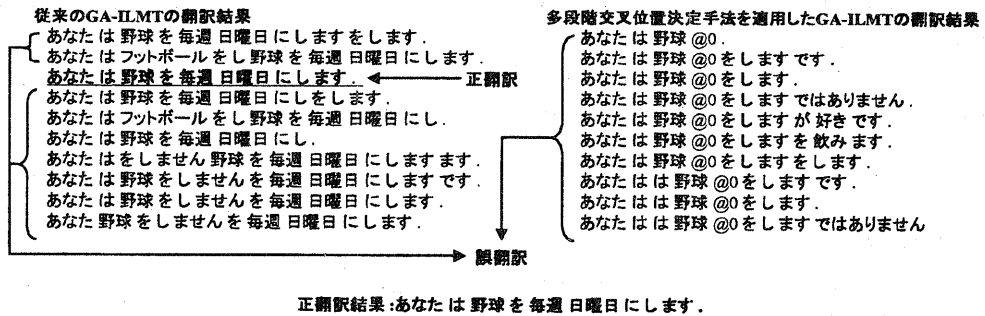 従来のGA-ILMTの翻訳結果
あなた は 野球 を 毎週 日曜日 にしますをします .
あなた は フットボール をし 野球 を 毎週 日曜日 にします .
あなた は 野球 を 毎週 日曜日 にします .
正翻訳
あなた は 野球 を 毎週 日曜日 にしをします .
あなた は フットボール をし 野球 を 毎週 日曜日 にし .
あなた は 野球 を 毎週 日曜日 にし .
あなた は をしません 野球 を 毎週 日曜日 にします ます .
あなた は 野球 をしません を 毎週 日曜日 にします です .
あなた は 野球 をしません を 毎週 日曜日 にします .
あなた 野球 をしません を 毎週 日曜日 にします .
多段階交叉位置決定手法を適用したGA-ILMTの翻訳結果
あなた は 野球 @0 .
あなた は 野球 @0 をします です .
あなた は 野球 @0 をします .
あなた は 野球 @0 をします ではありません .
あなた は 野球 @0 をします が 好き です .
あなた は 野球 @0 をします を 飲み ます .
あなた は 野球 @0 をします をします .
あなた は は 野球 @0 をします です .
あなた は は 野球 @0 をします .
あなた は は 野球 @0 をします ではありません
誤翻訳
正翻訳結果 :あなた は 野球 を 毎週 日曜日 にします .